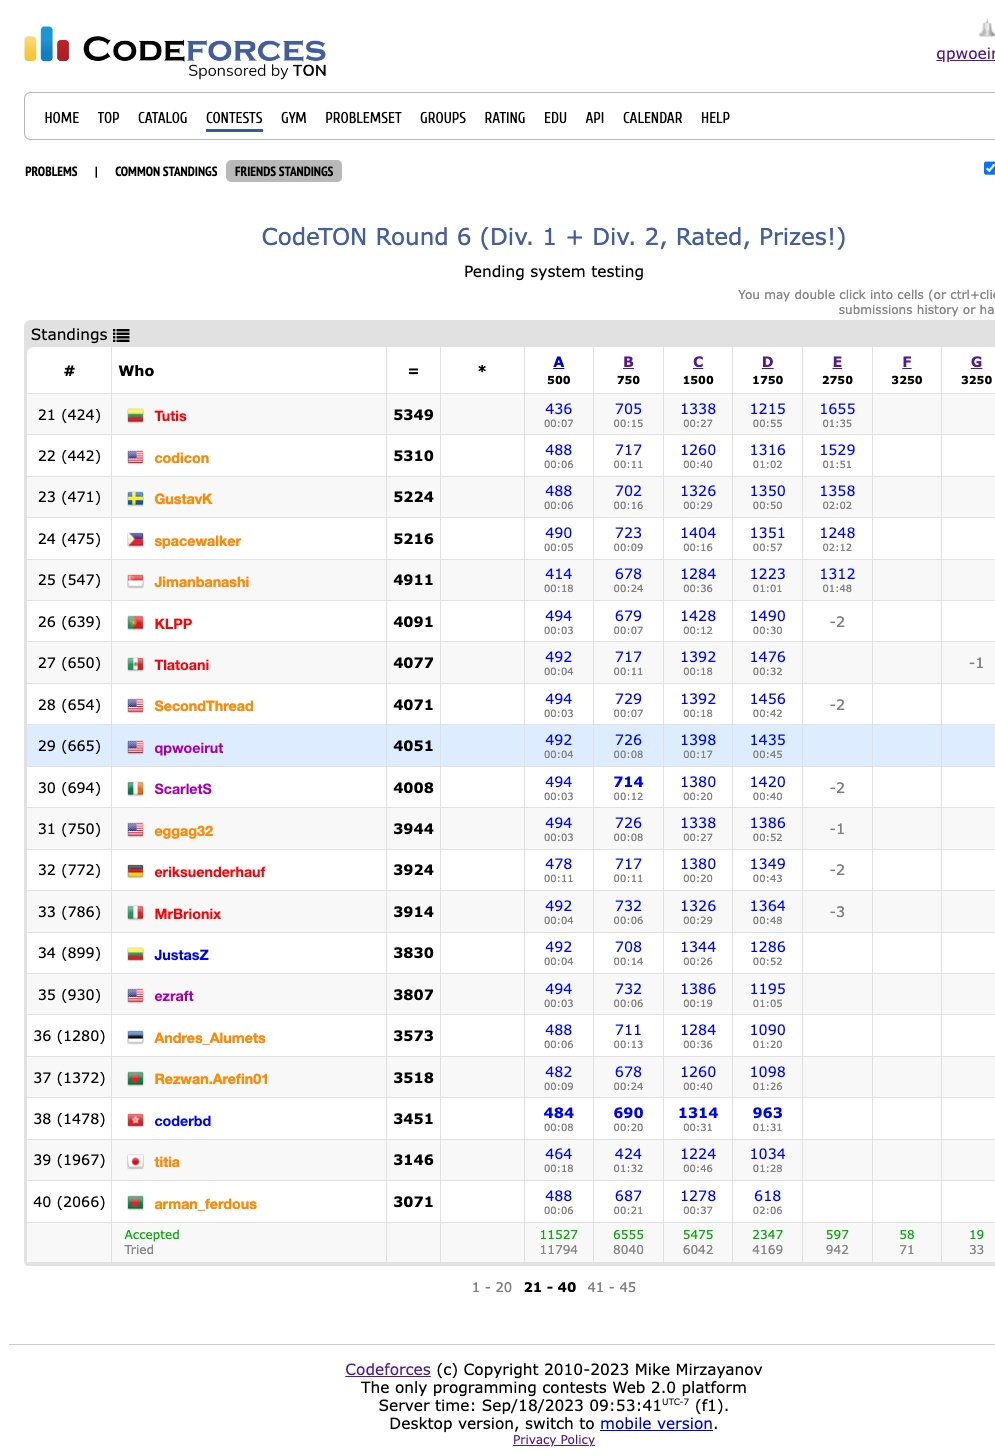 CODEFORCES
Sponsored by TON
qpwoeir
HOME TOP CATALOG CONTESTS GYM PROBLEMSET GROUPS RATING EDU API CALENDAR HELP
PROBLEMS | COMMON STANDINGS FRIENDS STANDINGS
CodeTON Round 6 (Div. 1 + Div. 2, Rated, Prizes!)
Pending system testing
You may double click into cells (or ctrl+clic
submissions history or ha
Standings
# Who = * A B C D E F G
500 750 1500 1750 2750 3250 3250
21 (424) Tutis 5349 436 705 1338 1215 1655
00:07 00:15 00:27 00:55 01:35
22 (442) codicon 5310 488 717 1260 1316 1529
00:06 00:11 00:40 01:02 01:51
23 (471) GustavK 5224 488 702 1326 1350 1358
00:06 00:16 00:29 00:50 02:02
24 (475) spacewalker 5216 490 723 1404 1351 1248
00:05 00:09 00:16 00:57 02:12
25 (547) Jimanbanashi 4911 414 678 1284 1223 1312
00:18 00:24 00:36 01:01 01:48
26 (639) KLPP 4091 494 679 1428 1490 -2
00:03 00:07 00:12 00:30
27 (650) Tlatoani 4077 492 717 1392 1476 -1
00:04 00:11 00:18 00:32
28 (654) SecondThread 4071 494 729 1392 1456 -2
00:03 00:07 00:18 00:42
29 (665) qpwoeirut 4051 492 726 1398 1435
00:04 00:08 00:17 00:45
30 (694) ScarletS 4008 494 714 1380 1420 -2
00:03 00:12 00:20 00:40
31 (750) eggag32 3944 494 726 1338 1386 -1
00:03 00:08 00:27 00:52
32 (772) eriksuenderhauf 3924 478 717 1380 1349 -2
00:11 00:11 00:20 00:43
33 (786) MrBrionix 3914 492 732 1326 1364 -3
00:04 00:06 00:29 00:48
34 (899) JustasZ 3830 492 708 1344 1286
00:04 00:14 00:26 00:52
35 (930) ezraft 3807 494 732 1386 1195
00:03 00:06 00:19 01:05
36 (1280) Andres_Alumets 3573 488 711 1284 1090
00:06 00:13 00:36 01:20
37 (1372) Rezwan.Arefin01 3518 482 678 1260 1098
00:09 00:24 00:40 01:26
38 (1478) coderbd 3451 484 690 1314 963
00:08 00:20 00:31 01:31
39 (1967) titia 3146 464 424 1224 1034
00:18 01:32 00:46 01:28
40 (2066) arman_ferdous 3071 488 687 1278 618
00:06 00:21 00:37 02:06
Accepted 11527 6555 5475 2347 597 58 19
Tried 11794 8040 6042 4169 942 71 33
1 - 20 21 - 40 41 - 45
Codeforces (c) Copyright 2010-2023 Mike Mirzayanov
The only programming contests Web 2.0 platform
Server time: Sep/18/2023 09:53:41UTC-7 (f1).
Desktop version, switch to mobile version.
Privacy Policy